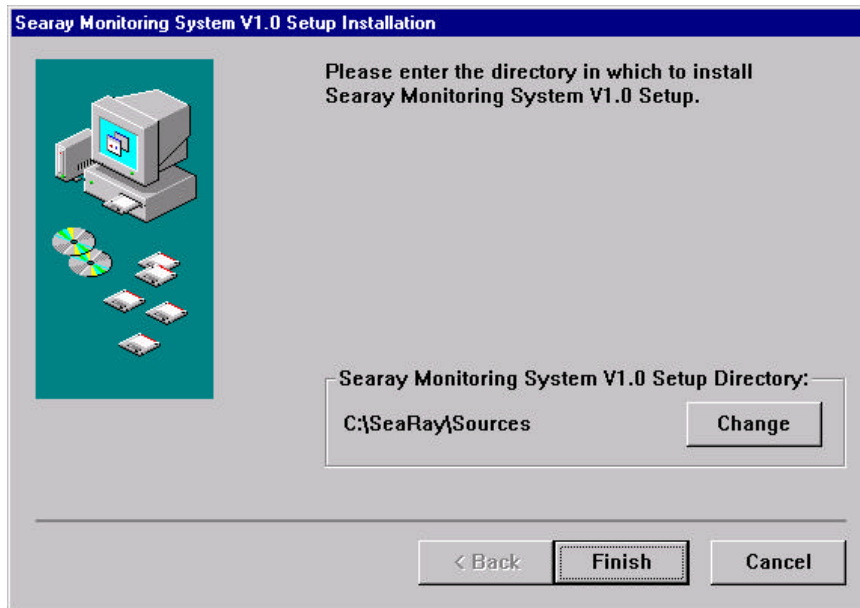 Searay Monitoring System V1.0 Setup Installation
Please enter the directory in which to install
Searay Monitoring System V1.0 Setup.
Searay Monitoring System V1.0 Setup Directory:
C:\SeaRay\Sources
Change
< Back
Finish
Cancel